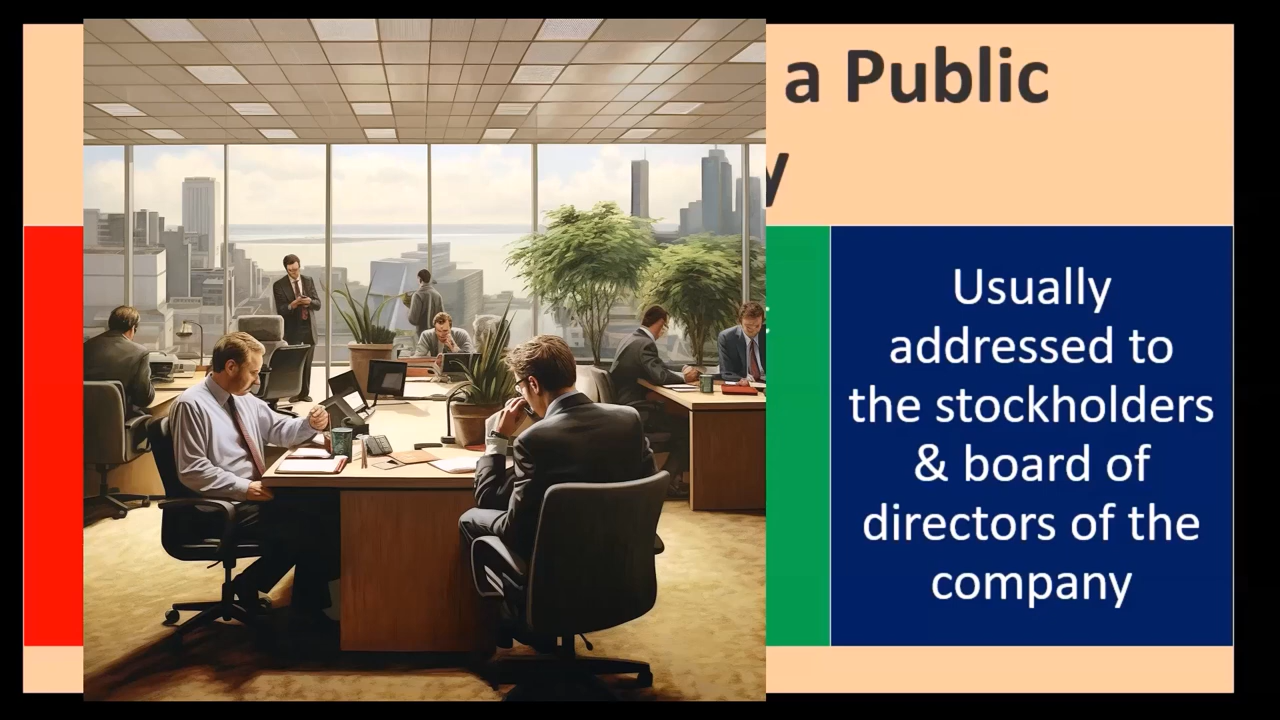 a Public
y
Usually
addressed to
the stockholders
& board of
directors of the
company